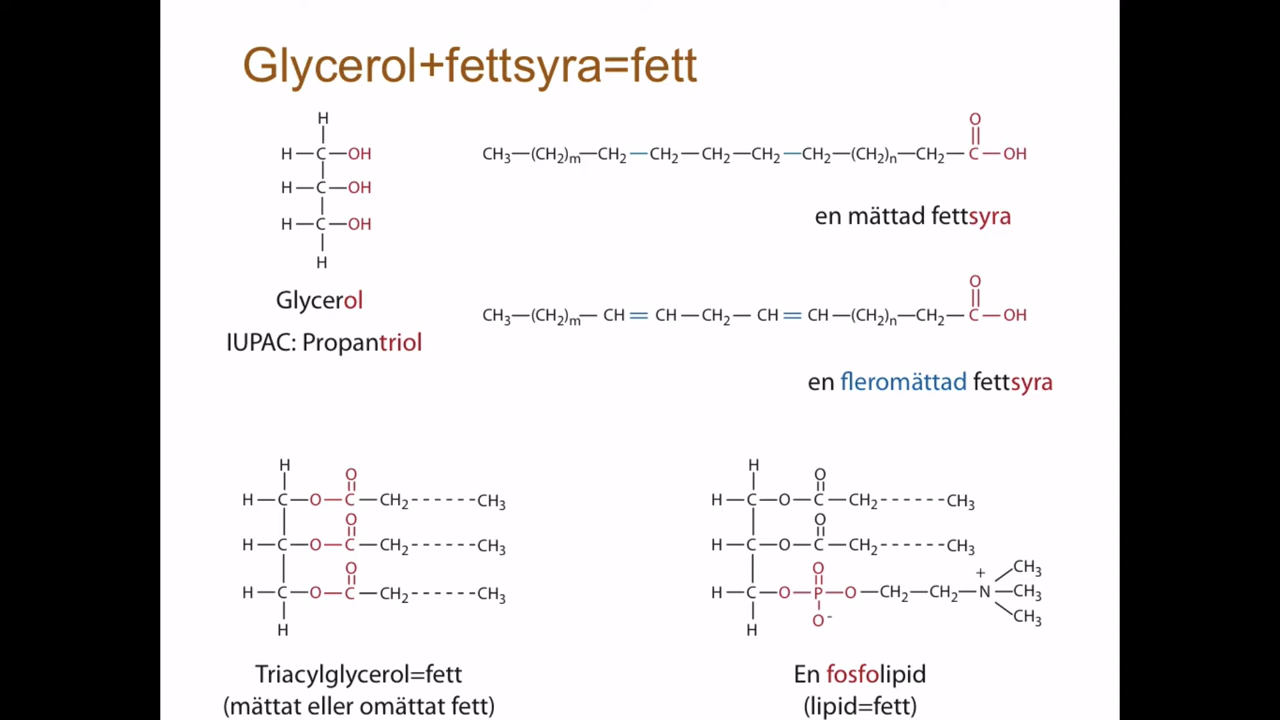 Glycerol+fettsyra=fett
H
H—C—OH
H—C—OH
H—C—OH
H
Glycerol
IUPAC: Propantriol
O
CH₃—(CH₂)ₘ—CH₂—CH₂—CH₂—CH₂—CH₂—(CH₂)ₙ—CH₂—C—OH
en mättad fettsyra
O
CH₃—(CH₂)ₘ—CH=CH—CH₂—CH=CH—(CH₂)ₙ—CH₂—C—OH
en fleromättad fettsyra
H
O
H—C—O—C—CH₂------CH₃
O
H—C—O—C—CH₂------CH₃
O
H—C—O—C—CH₂------CH₃
H
Triacylglycerol=fett
(mättat eller omättat fett)
H
O
H—C—O—C—CH₂------CH₃
O
H—C—O—C—CH₂------CH₃
O + CH₃
H—C—O—P—O—CH₂—CH₂—N—CH₃
O- CH₃
H
En fosfolipid
(lipid=fett)